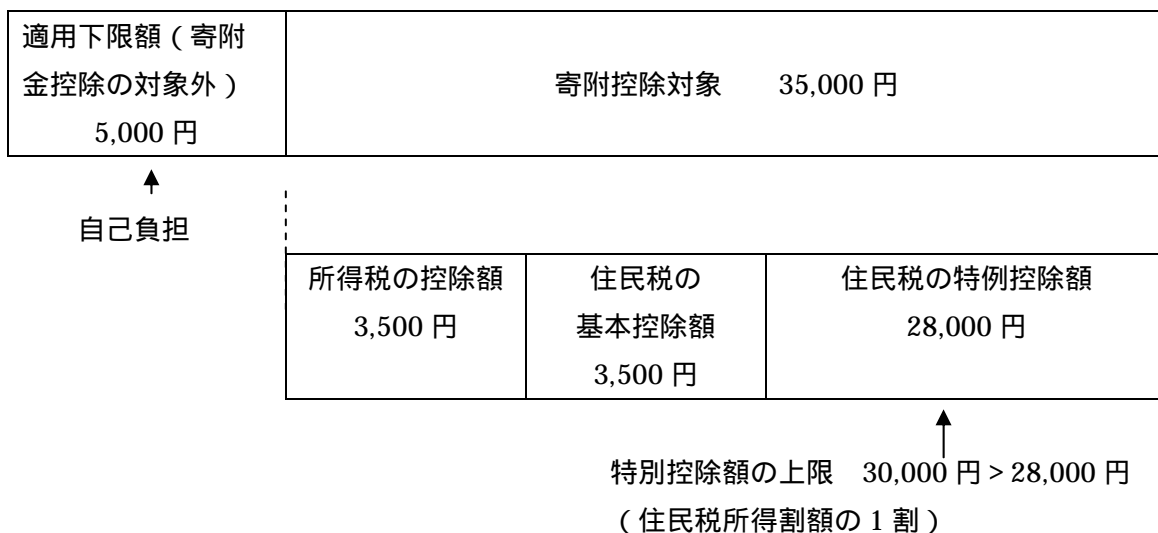 適用下限額(寄附
金控除の対象外)
5,000 円
寄附控除対象 35,000 円
自己負担
所得税の控除額
3,500 円
住民税の
基本控除額
3,500 円
住民税の特例控除額
28,000 円
特別控除額の上限 30,000 円 > 28,000 円
(住民税所得割額の 1 割)